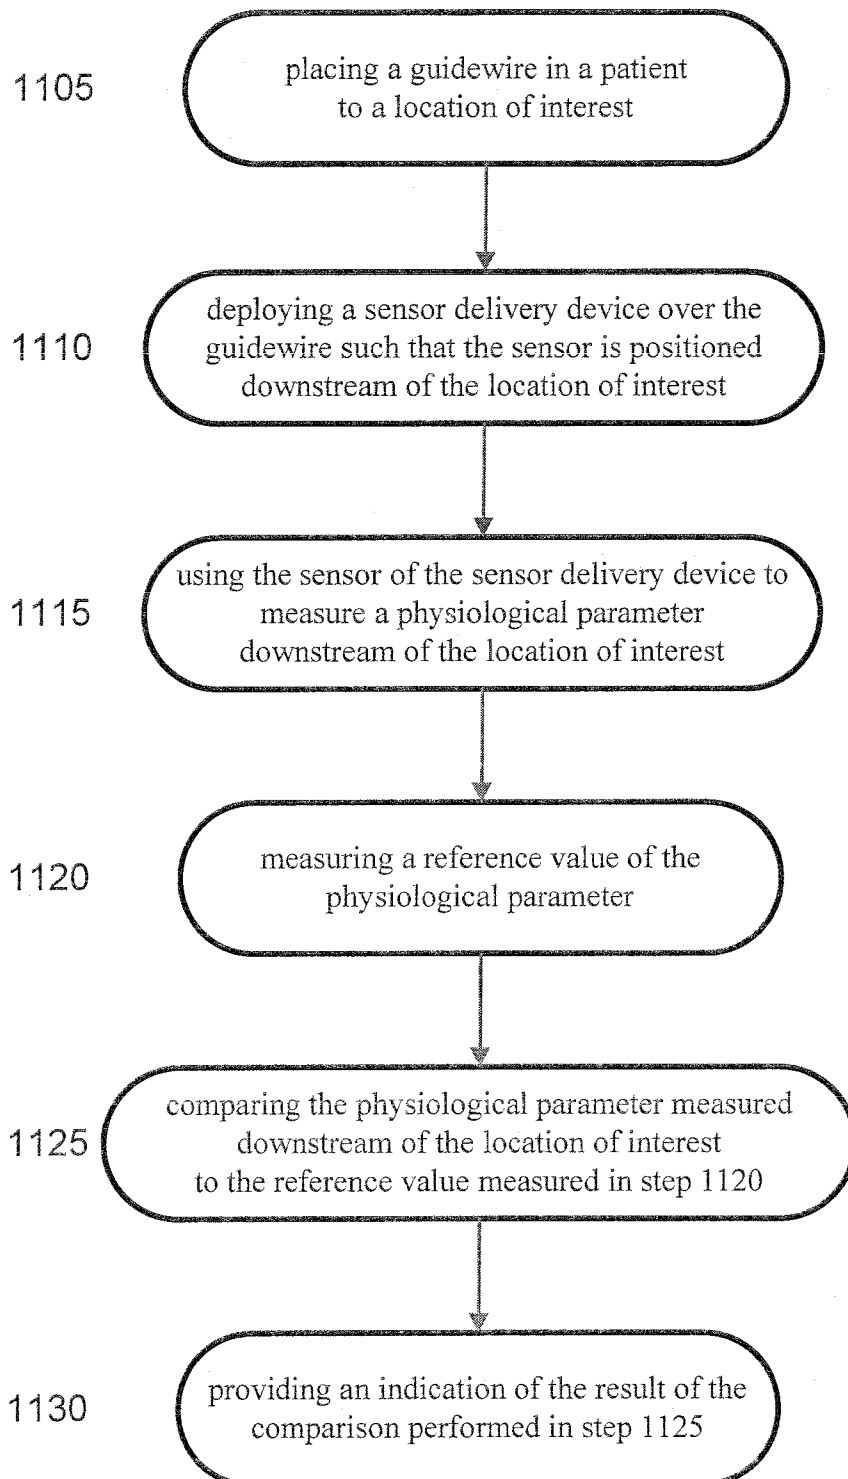 1105
placing a guidewire in a patient
to a location of interest
1110
deploying a sensor delivery device over the
guidewire such that the sensor is positioned
downstream of the location of interest
1115
using the sensor of the sensor delivery device to
measure a physiological parameter
downstream of the location of interest
1120
measuring a reference value of the
physiological parameter
1125
comparing the physiological parameter measured
downstream of the location of interest
to the reference value measured in step 1120
1130
providing an indication of the result of the
comparison performed in step 1125